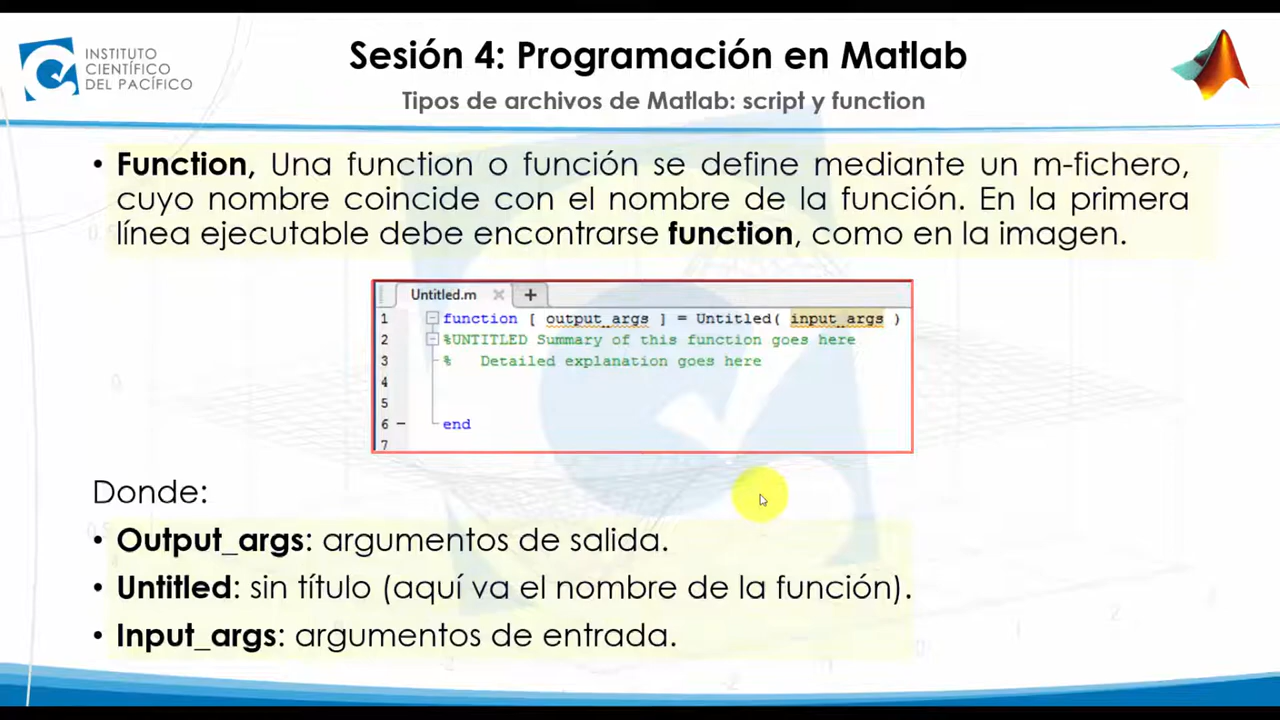 INSTITUTO
CIENTÍFICO
DEL PACÍFICO
Sesión 4: Programación en Matlab
Tipos de archivos de Matlab: script y function
• Function, Una function o función se define mediante un m-fichero,
cuyo nombre coincide con el nombre de la función. En la primera
línea ejecutable debe encontrarse function, como en la imagen.
Untitled.m × +
1 function [ output_args ] = Untitled( input_args )
2 %UNTITLED Summary of this function goes here
3 % Detailed explanation goes here
4
5
6 – end
7
Donde:
• Output_args: argumentos de salida.
• Untitled: sin título (aquí va el nombre de la función).
• Input_args: argumentos de entrada.